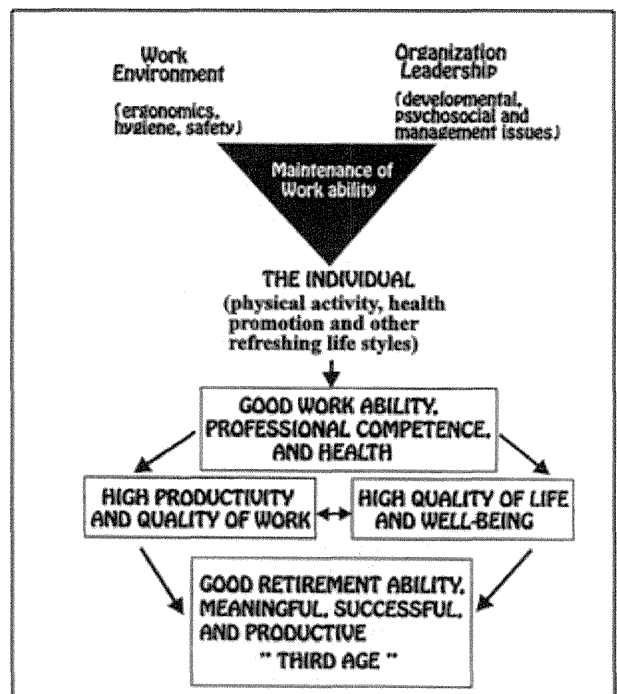 Work
Environment
(ergonomics,
hygiene, safety)
Organization
Leadership
(developmental,
psychosocial and
management issues)
Maintenance of
Work ability
THE INDIVIDUAL
(physical activity, health
promotion and other
refreshing life styles)
GOOD WORK ABILITY,
PROFESSIONAL COMPETENCE,
AND HEALTH
HIGH PRODUCTIVITY
AND QUALITY OF WORK
HIGH QUALITY OF LIFE
AND WELL-BEING
GOOD RETIREMENT ABILITY,
MEANINGFUL, SUCCESSFUL,
AND PRODUCTIVE
" THIRD AGE "